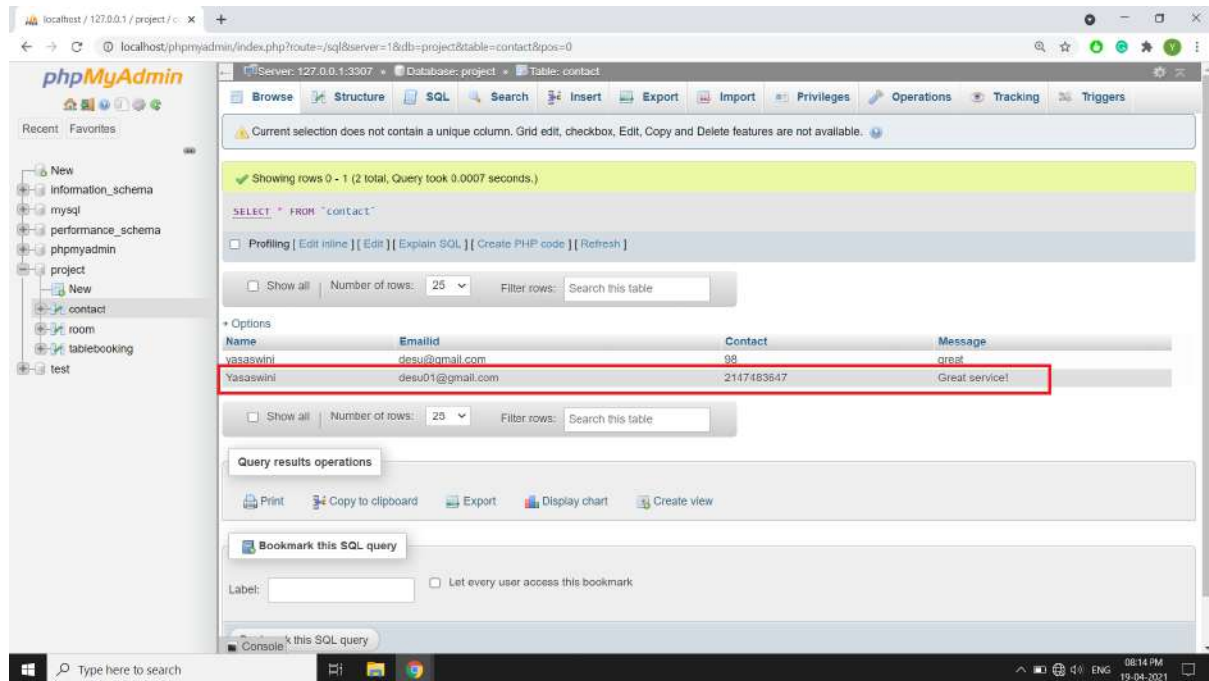 localhost / 127.0.0.1 / project / c
localhost/phpmyadmin/index.php?route=/sql&server=1&db=project&table=contact&pos=0
phpMyAdmin
Recent Favorites
New
information_schema
mysql
performance_schema
phpmyadmin
project
New
contact
room
tablebooking
test
Server: 127.0.0.1:3307 » Database: project » Table: contact
Browse Structure SQL Search Insert Export Import Privileges Operations Tracking Triggers
Current selection does not contain a unique column. Grid edit, checkbox, Edit, Copy and Delete features are not available.
Showing rows 0 - 1 (2 total, Query took 0.0007 seconds.)
SELECT * FROM `contact`
Profiling [ Edit inline ] [ Edit ] [ Explain SQL ] [ Create PHP code ] [ Refresh ]
Show all | Number of rows: 25 Filter rows: Search this table
+ Options
Name Emailid Contact Message
yasaswini desu@gmail.com 98 great
Yasaswini desu01@gmail.com 2147483647 Great service!
Show all | Number of rows: 25 Filter rows: Search this table
Query results operations
Print Copy to clipboard Export Display chart Create view
Bookmark this SQL query
Label: Let every user access this bookmark
k this SQL query
Console
Type here to search
ENG 08:14 PM
19-04-2021